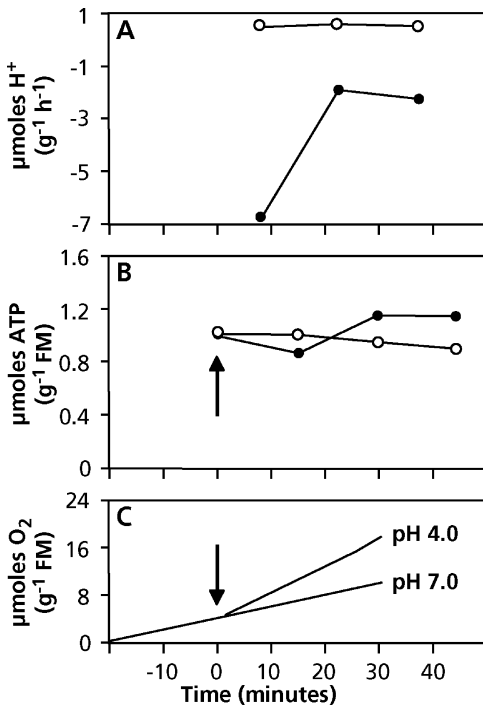 A
µmoles H⁺
(g⁻¹ h⁻¹)
1
-1
-3
-5
-7
B
µmoles ATP
(g⁻¹ FM)
1.6
1.2
0.8
0.4
0
C
µmoles O₂
(g⁻¹ FM)
24
16
8
0
pH 4.0
pH 7.0
-10 0 10 20 30 40
Time (minutes)